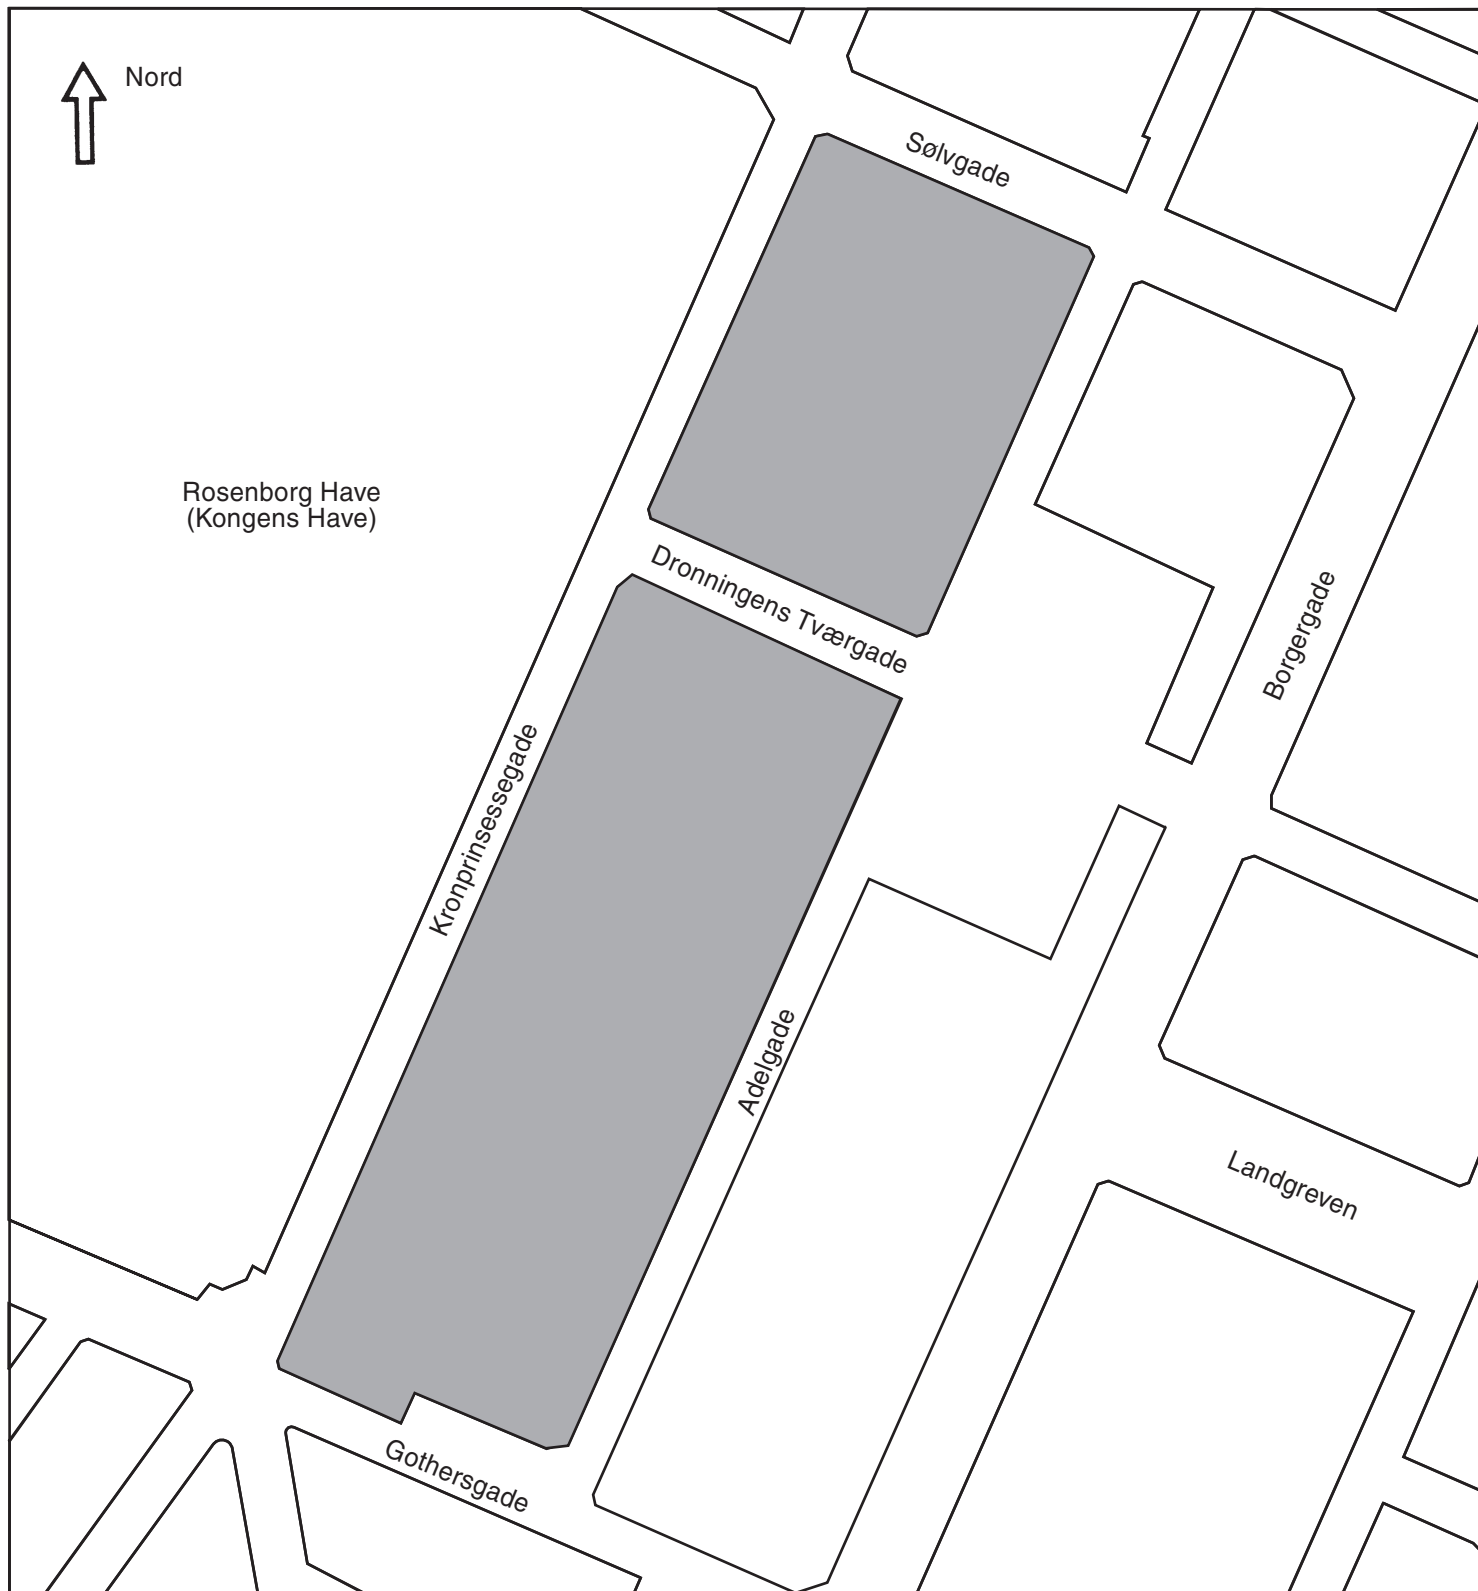 Nord
Sølvgade
Rosenborg Have
(Kongens Have)
Dronningens Tværgade
Borgergade
Kronprinsessegade
Adelgade
Landgreven
Gothersgade